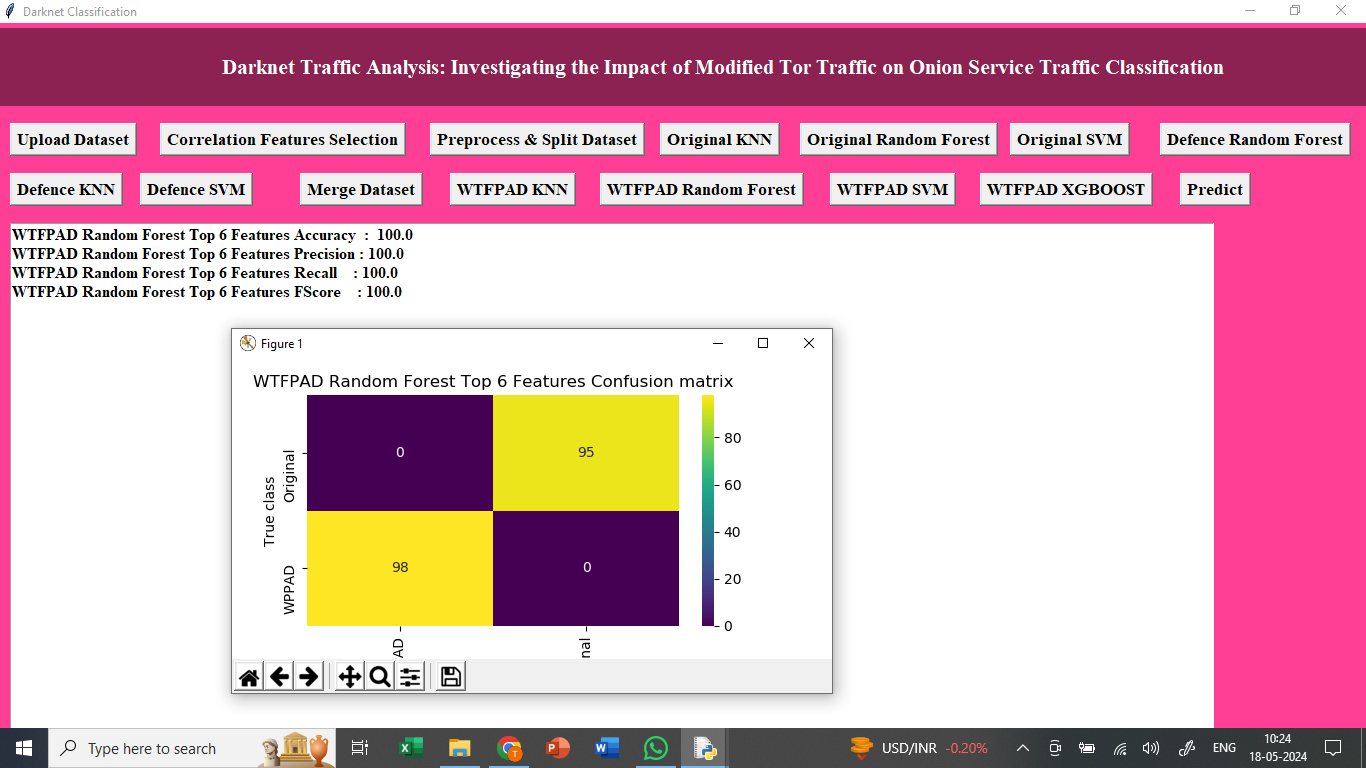 Darknet Classification
Darknet Traffic Analysis: Investigating the Impact of Modified Tor Traffic on Onion Service Traffic Classification
Upload Dataset Correlation Features Selection Preprocess & Split Dataset Original KNN Original Random Forest Original SVM Defence Random Forest
Defence KNN Defence SVM Merge Dataset WTFPAD KNN WTFPAD Random Forest WTFPAD SVM WTFPAD XGBOOST Predict
WTFPAD Random Forest Top 6 Features Accuracy : 100.0
WTFPAD Random Forest Top 6 Features Precision : 100.0
WTFPAD Random Forest Top 6 Features Recall : 100.0
WTFPAD Random Forest Top 6 Features FScore : 100.0
Figure 1
WTFPAD Random Forest Top 6 Features Confusion matrix
True class
Original
WPPAD
0 95
98 0
80
60
40
20
0
AD
nal
Type here to search
USD/INR -0.20%
ENG
10:24
18-05-2024